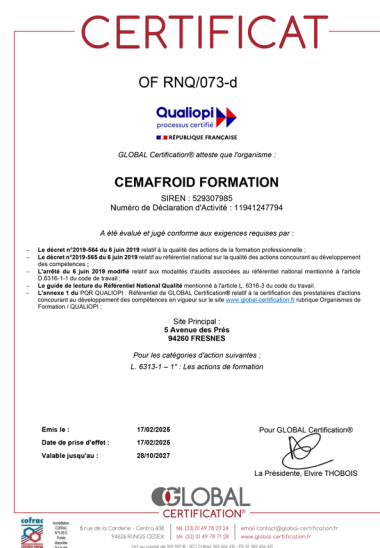 CERTIFICAT
OF RNQ/073-d
Qualiopi
processus certifié
RÉPUBLIQUE FRANÇAISE
GLOBAL Certification® atteste que l'organisme :
CEMAFROID FORMATION
SIREN : 529307985
Numéro de Déclaration d'Activité : 11941247794
A été évalué et jugé conforme aux exigences requises par :
– Le décret n°2019-564 du 6 juin 2019 relatif à la qualité des actions de la formation professionnelle ;
– Le décret n°2019-565 du 6 juin 2019 relatif au référentiel national sur la qualité des actions concourant au développement
des compétences ;
– L'arrêté du 6 juin 2019 modifié relatif aux modalités d'audits associées au référentiel national mentionné à l'article
D.6316-1-1 du code de travail ;
– Le guide de lecture du Référentiel National Qualité mentionné à l'article L. 6316-3 du code du travail.
– L'annexe 1 du PQR QUALIOPI : Référentiel de GLOBAL Certification® relatif à la certification des prestataires d'actions
concourant au développement des compétences en vigueur sur le site www.global-certification.fr rubrique Organismes de
Formation / QUALIOPI ;
Site Principal :
5 Avenue des Prés
94260 FRESNES
Pour les catégories d'action suivantes :
L. 6313-1 – 1° : Les actions de formation
Emis le : 17/02/2025
Date de prise d'effet : 17/02/2025
Valable jusqu'au : 28/10/2027
Pour GLOBAL Certification®
La Présidente, Elvire THOBOIS
GLOBAL
CERTIFICATION®
cofrac
8 rue de la Corderie - Centra 438
94626 RUNGIS CEDEX
tél. (33) 01 49 78 23 24
tél. (33) 01 49 78 71 28
email contact@global-certification.fr
www.global-certification.fr